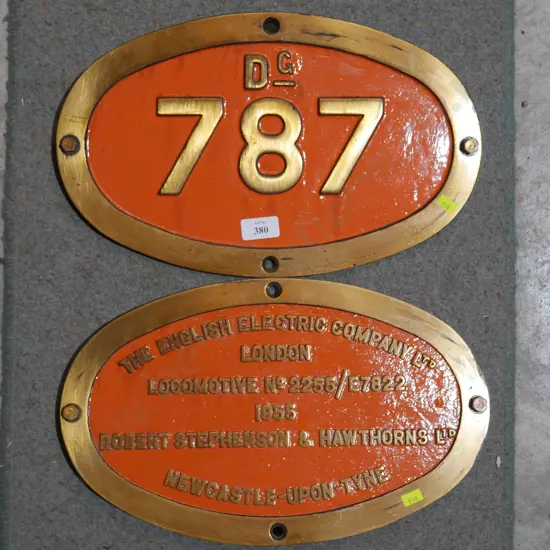 DG
787
380
THE ENGLISH ELECTRIC COMPANY LTD
LONDON
LOCOMOTIVE No 2255/E7822
1955
ROBERT STEPHENSON & HAWTHORNS LTD
NEWCASTLE-UPON-TYNE